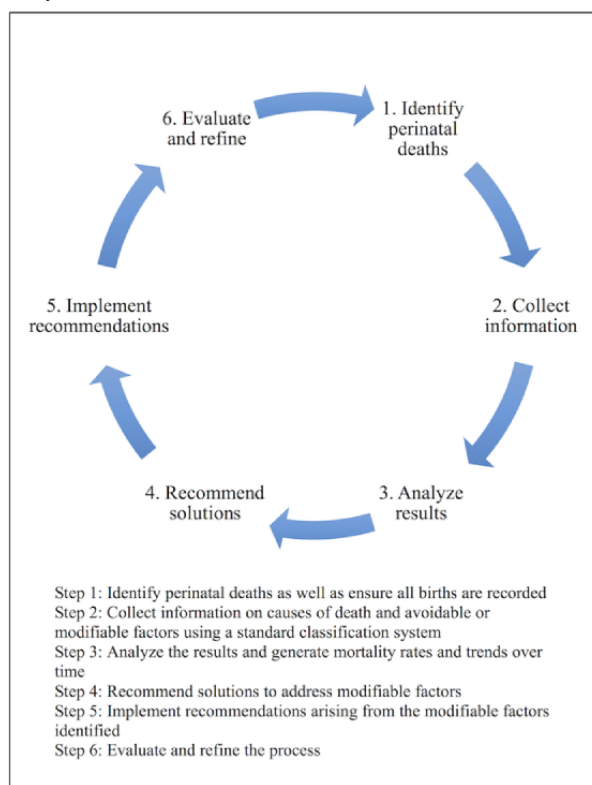 1. Identify
perinatal
deaths
2. Collect
information
3. Analyze
results
4. Recommend
solutions
5. Implement
recommendations
6. Evaluate
and refine
Step 1: Identify perinatal deaths as well as ensure all births are recorded
Step 2: Collect information on causes of death and avoidable or
modifiable factors using a standard classification system
Step 3: Analyze the results and generate mortality rates and trends over
time
Step 4: Recommend solutions to address modifiable factors
Step 5: Implement recommendations arising from the modifiable factors
identified
Step 6: Evaluate and refine the process